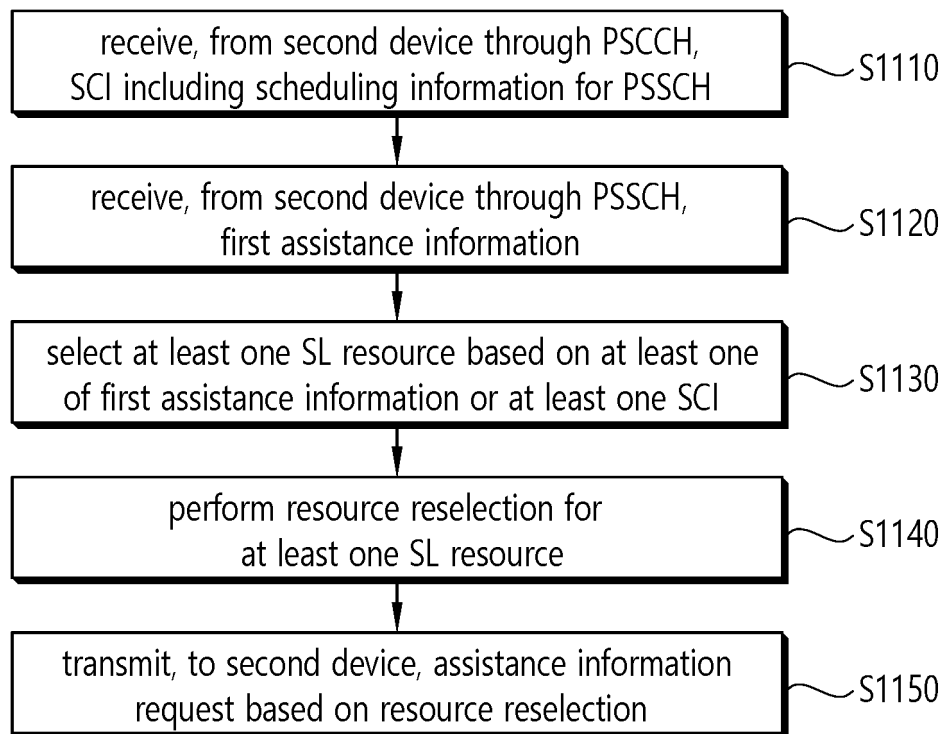 receive, from second device through PSCCH,
SCI including scheduling information for PSSCH
S1110
receive, from second device through PSSCH,
first assistance information
S1120
select at least one SL resource based on at least one
of first assistance information or at least one SCI
S1130
perform resource reselection for
at least one SL resource
S1140
transmit, to second device, assistance information
request based on resource reselection
S1150